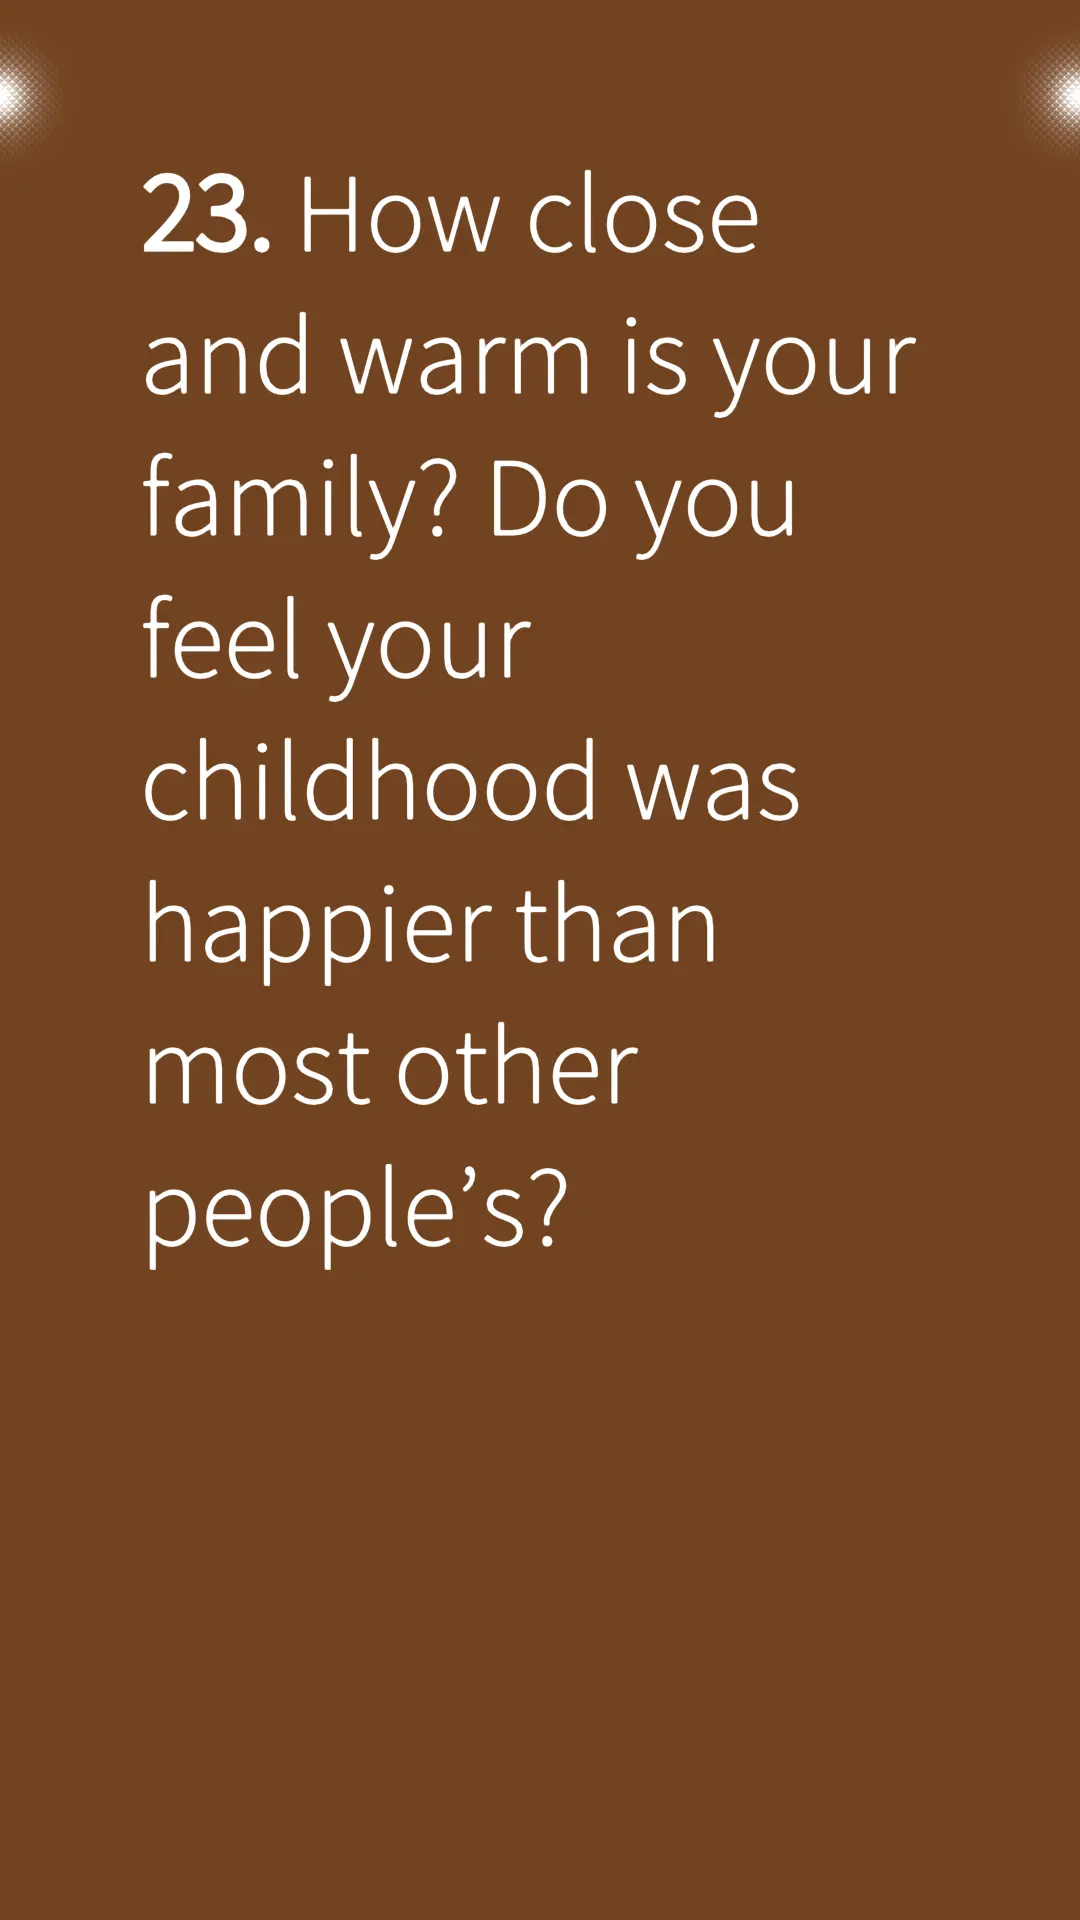 23. How close
and warm is your
family? Do you
feel your
childhood was
happier than
most other
people’s?